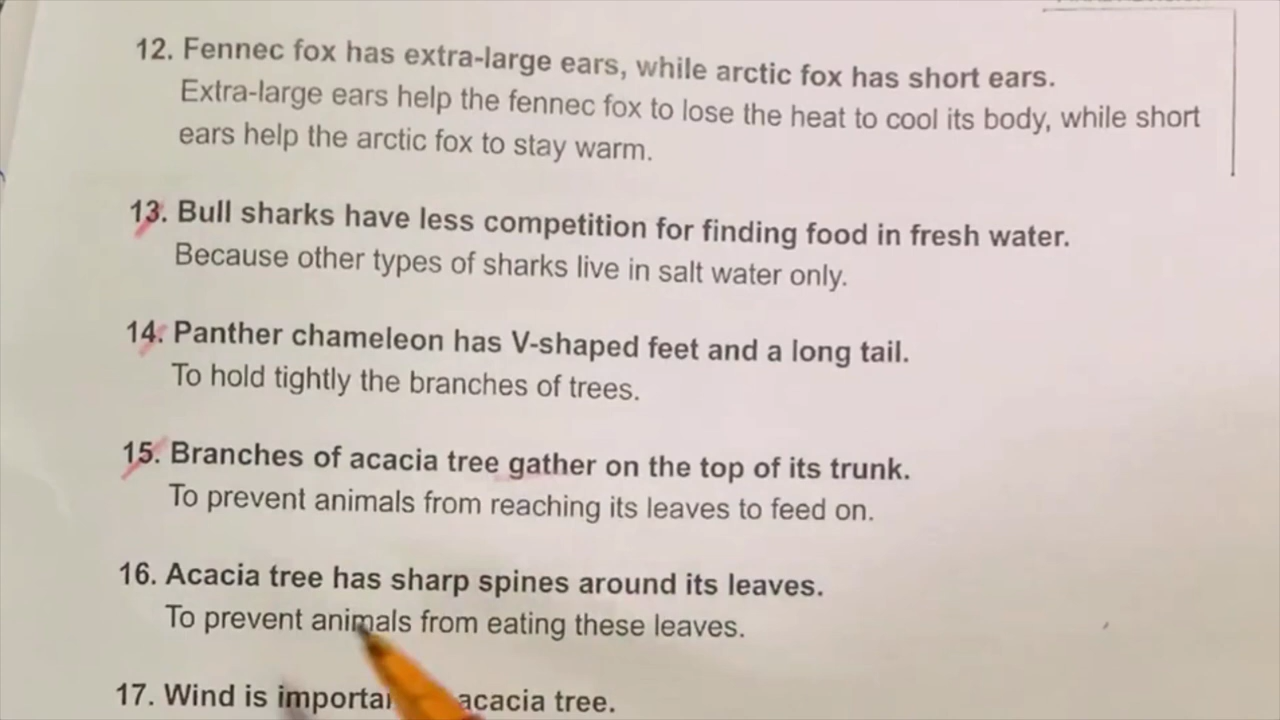 12. Fennec fox has extra-large ears, while arctic fox has short ears.
Extra-large ears help the fennec fox to lose the heat to cool its body, while short
ears help the arctic fox to stay warm.
13. Bull sharks have less competition for finding food in fresh water.
Because other types of sharks live in salt water only.
14. Panther chameleon has V-shaped feet and a long tail.
To hold tightly the branches of trees.
15. Branches of acacia tree gather on the top of its trunk.
To prevent animals from reaching its leaves to feed on.
16. Acacia tree has sharp spines around its leaves.
To prevent animals from eating these leaves.
17. Wind is acacia tree.